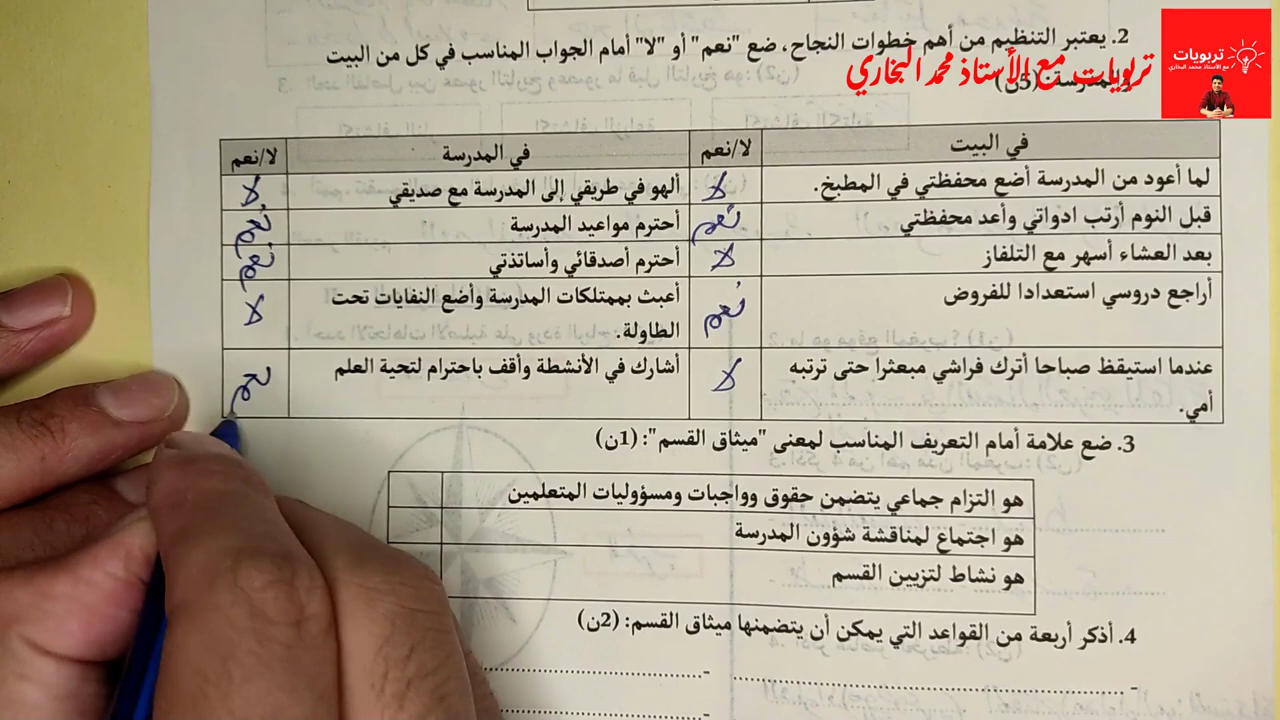 2. يعتبر التنظيم من أهم خطوات النجاح، ضع "نعم" أو "لا" أمام الجواب المناسب في كل من البيت
والمدرسة: (5ن)
تربويات مع الأستاذ محمد البخاري
تربويات
مع الأستاذ محمد البخاري
في البيت	لا/نعم	في المدرسة	لا/نعم
لما أعود من المدرسة أضع محفظتي في المطبخ.	لا	ألهو في طريقي إلى المدرسة مع صديقي	لا
قبل النوم أرتب ادواتي وأعد محفظتي	نعم	أحترم مواعيد المدرسة	نعم
بعد العشاء أسهر مع التلفاز	لا	أحترم أصدقائي وأساتذتي	نعم
أراجع دروسي استعدادا للفروض	نعم	أعبث بممتلكات المدرسة وأضع النفايات تحت
الطاولة.	لا
عندما استيقظ صباحا أترك فراشي مبعثرا حتى ترتبه	لا	أشارك في الأنشطة وأقف باحترام لتحية العلم
أمي.
3. ضع علامة أمام التعريف المناسب لمعنى "ميثاق القسم": (1ن)
هو التزام جماعي يتضمن حقوق وواجبات ومسؤوليات المتعلمين
هو اجتماع لمناقشة شؤون المدرسة
هو نشاط لتزيين القسم
4. أذكر أربعة من القواعد التي يمكن أن يتضمنها ميثاق القسم: (2ن)